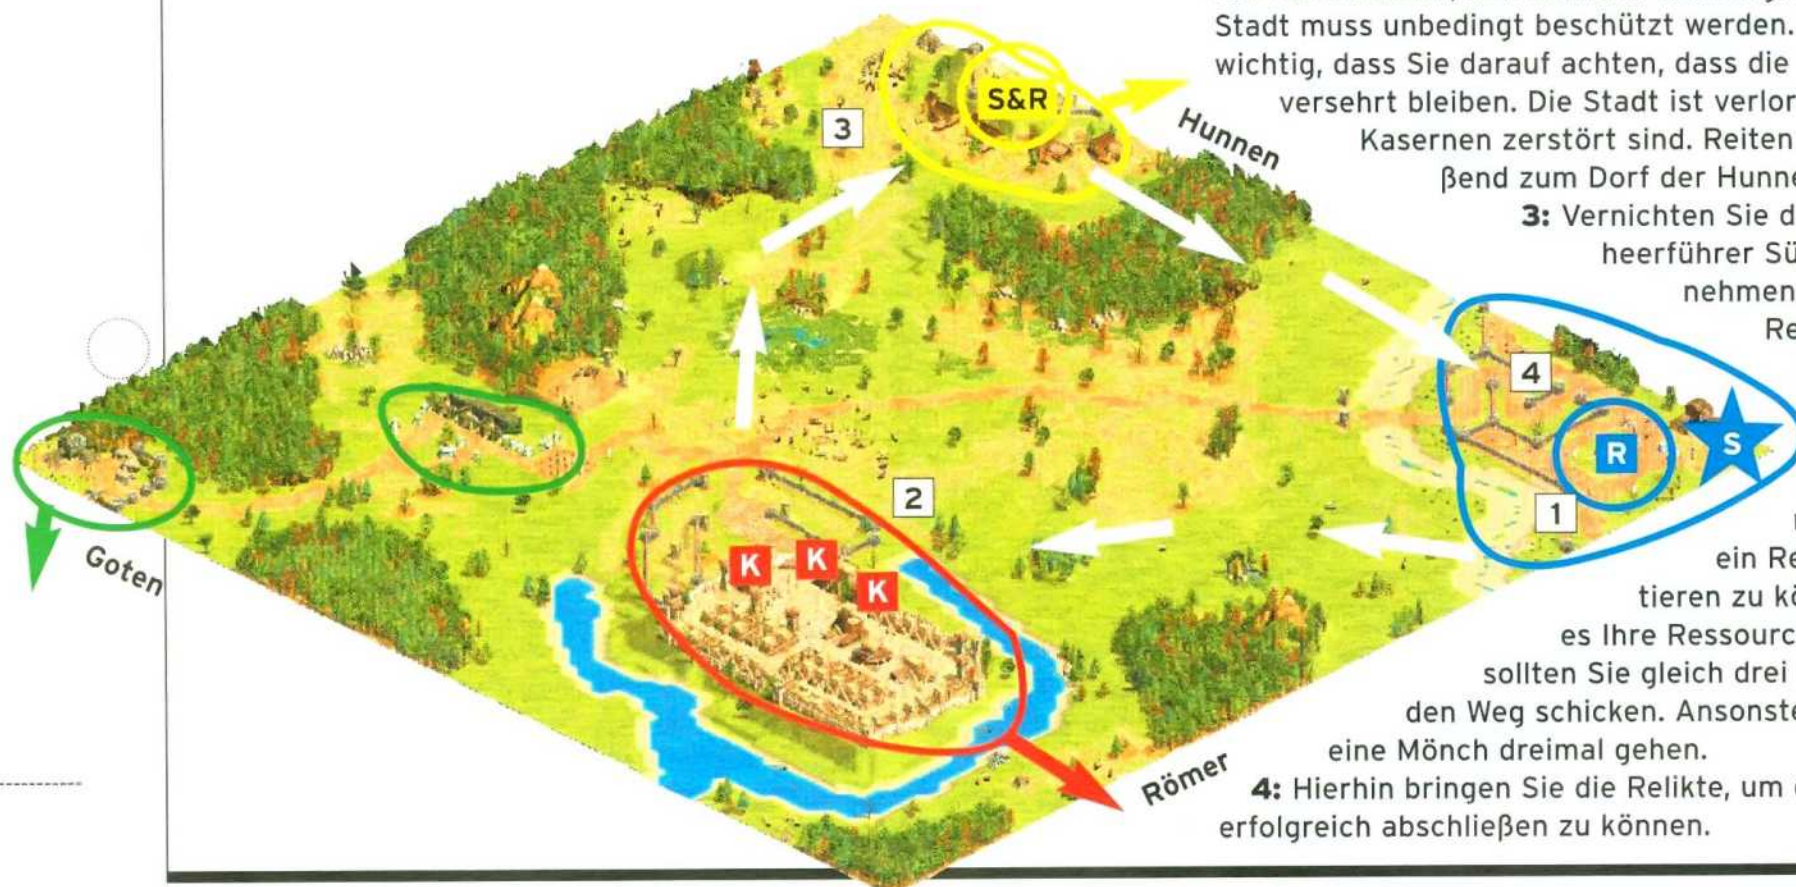 Stadt muss unbedingt beschützt werden.
wichtig, dass Sie darauf achten, dass die
versehrt bleiben. Die Stadt ist verlor
Kasernen zerstört sind. Reiten
ßend zum Dorf der Hunne
3: Vernichten Sie d
heerführer Sü
nehmen
Re
ein Re
tieren zu kö
es Ihre Ressourc
sollten Sie gleich drei
den Weg schicken. Ansonste
eine Mönch dreimal gehen.
4: Hierhin bringen Sie die Relikte, um
erfolgreich abschließen zu können.
S&R
3
Hunnen
4
R
S
1
2
K
K
K
Goten
Römer